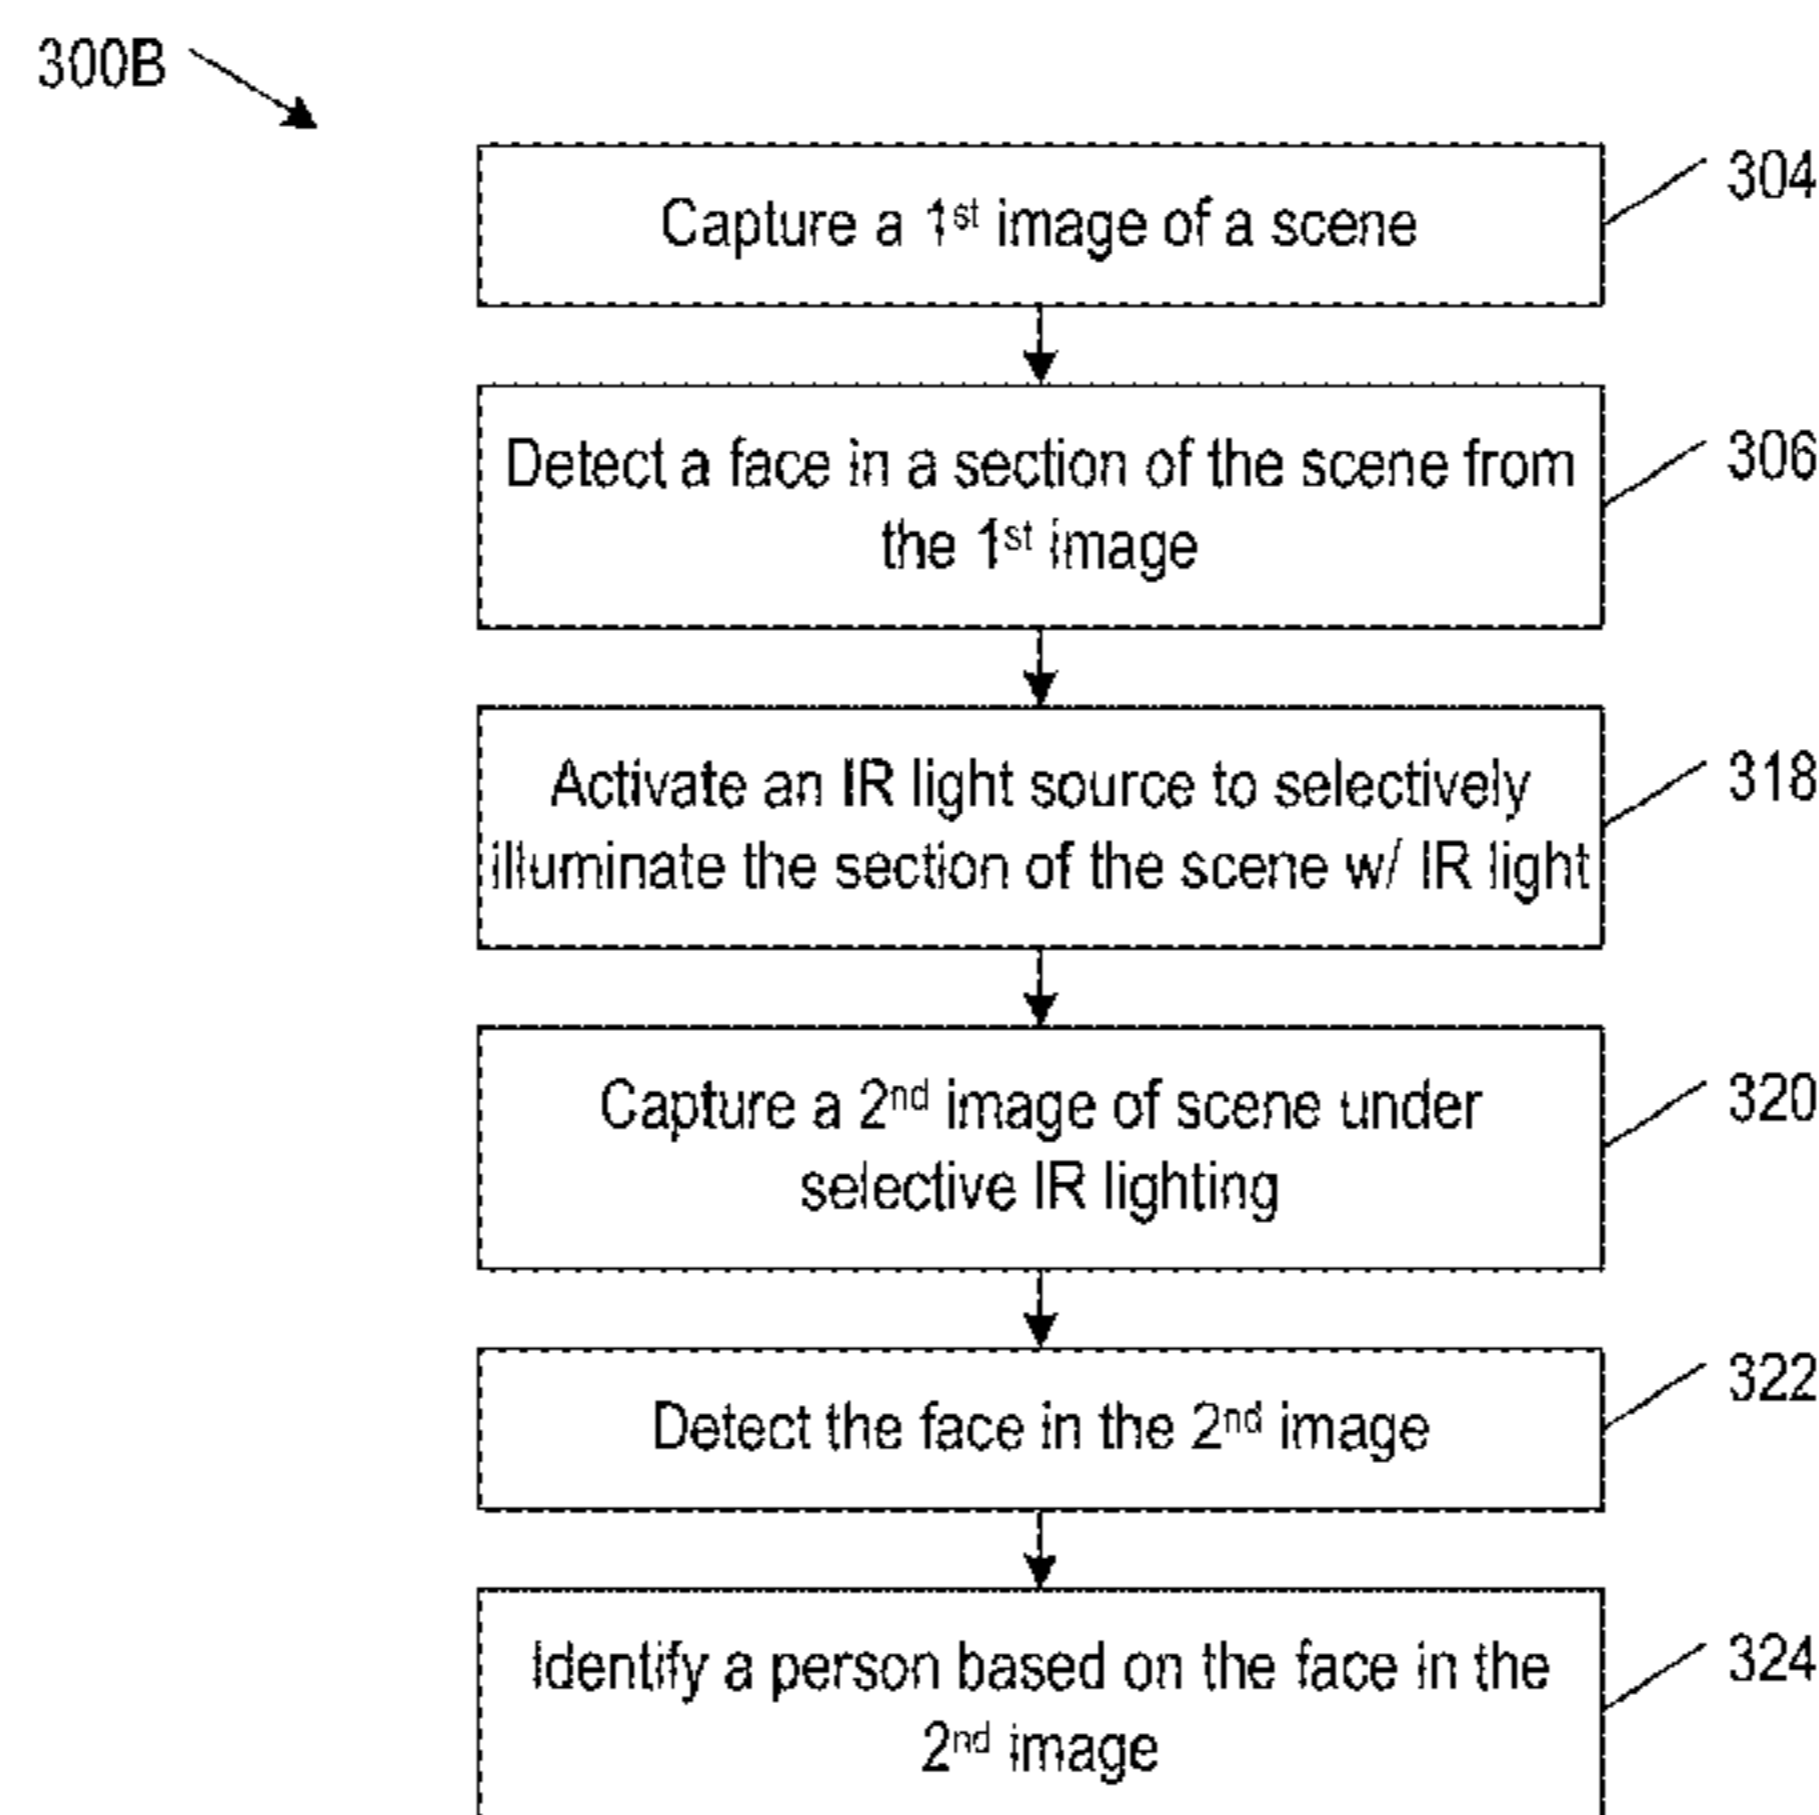 300B
Capture a 1st image of a scene
304
Detect a face in a section of the scene from
the 1st image
306
Activate an IR light source to selectively
illuminate the section of the scene w/ IR light
318
Capture a 2nd image of scene under
selective IR lighting
320
Detect the face in the 2nd image
322
Identify a person based on the face in the
2nd image
324